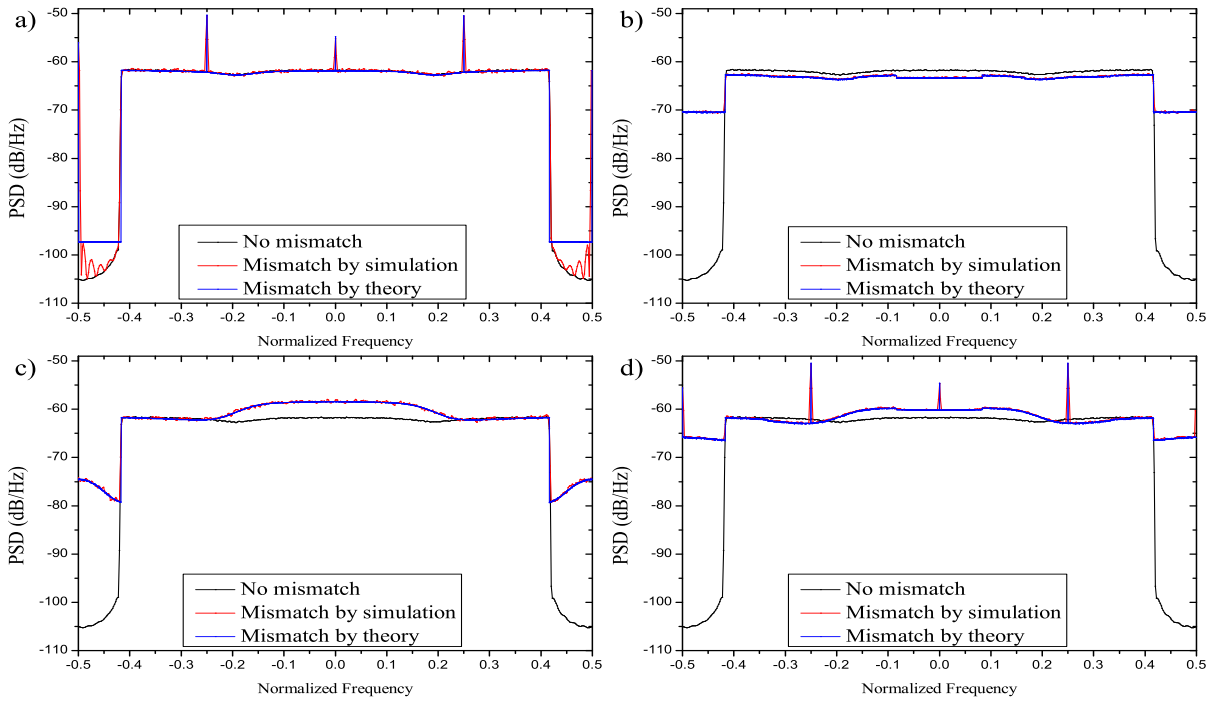 a)
PSD (dB/Hz)
-50
-60
-70
-80
-90
-100
-110
No mismatch
Mismatch by simulation
Mismatch by theory
-0.5 -0.4 -0.3 -0.2 -0.1 0.0 0.1 0.2 0.3 0.4 0.5
Normalized Frequency
b)
PSD (dB/Hz)
-50
-60
-70
-80
-90
-100
-110
No mismatch
Mismatch by simulation
Mismatch by theory
-0.5 -0.4 -0.3 -0.2 -0.1 0.0 0.1 0.2 0.3 0.4 0.5
Normalized Frequency
c)
PSD (dB/Hz)
-50
-60
-70
-80
-90
-100
-110
No mismatch
Mismatch by simulation
Mismatch by theory
-0.5 -0.4 -0.3 -0.2 -0.1 0.0 0.1 0.2 0.3 0.4 0.5
Normalized Frequency
d)
PSD (dB/Hz)
-50
-60
-70
-80
-90
-100
-110
No mismatch
Mismatch by simulation
Mismatch by theory
-0.5 -0.4 -0.3 -0.2 -0.1 0.0 0.1 0.2 0.3 0.4 0.5
Normalized Frequency